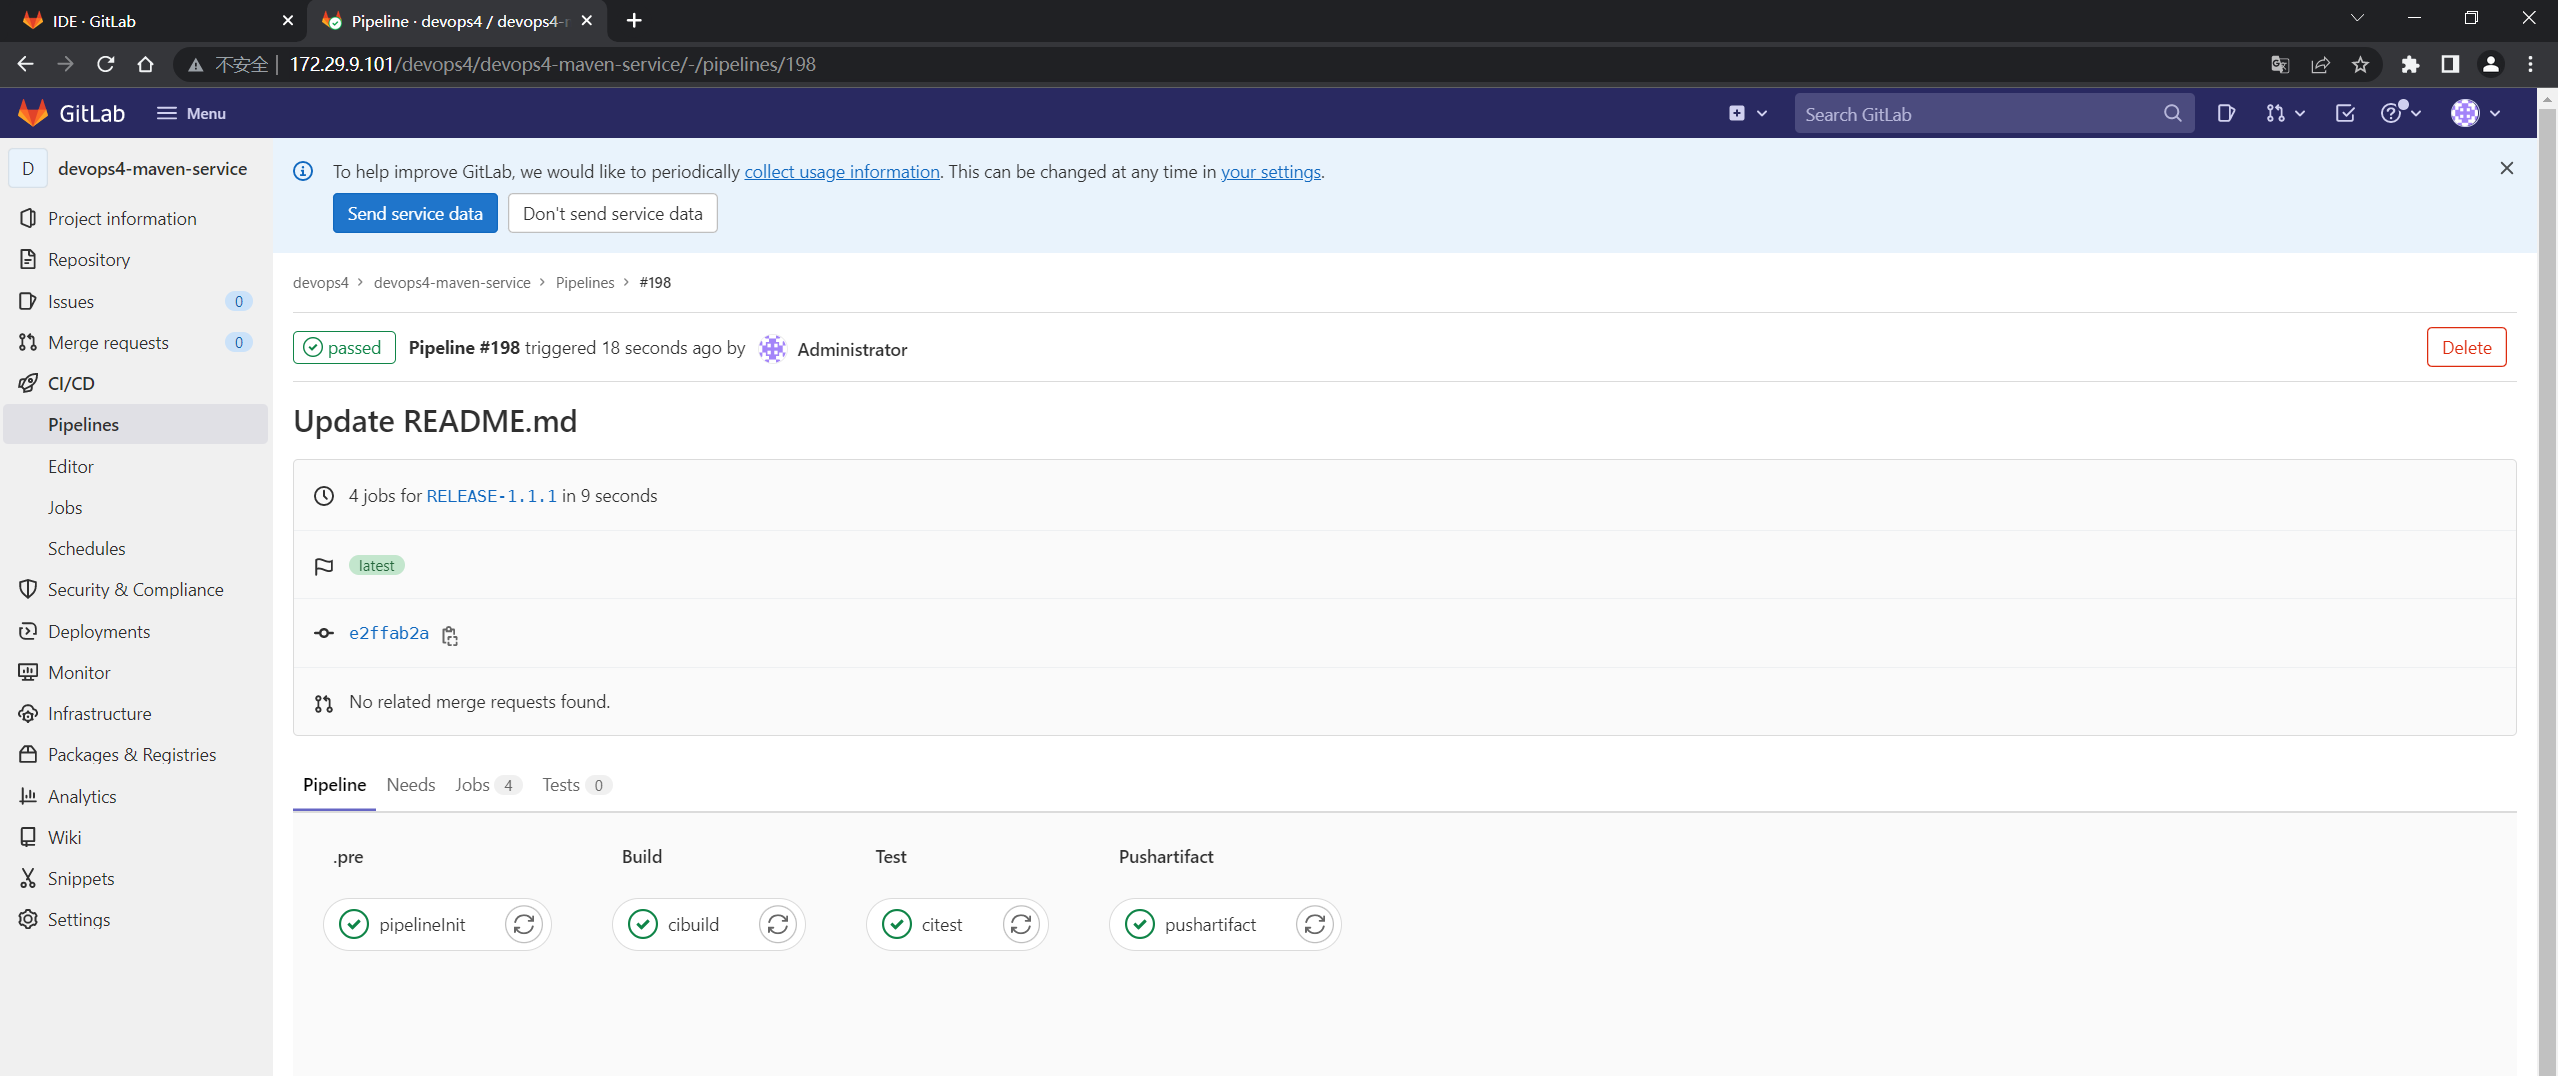 IDE · GitLab
Pipeline · devops4 / devops4-
不安全 | 172.29.9.101/devops4/devops4-maven-service/-/pipelines/198
GitLab Menu Search GitLab
D devops4-maven-service
Project information
Repository
Issues 0
Merge requests 0
CI/CD
Pipelines
Editor
Jobs
Schedules
Security & Compliance
Deployments
Monitor
Infrastructure
Packages & Registries
Analytics
Wiki
Snippets
Settings
To help improve GitLab, we would like to periodically collect usage information. This can be changed at any time in your settings.
Send service data Don't send service data
devops4 > devops4-maven-service > Pipelines > #198
passed Pipeline #198 triggered 18 seconds ago by Administrator Delete
Update README.md
4 jobs for RELEASE-1.1.1 in 9 seconds
latest
e2ffab2a
No related merge requests found.
Pipeline Needs Jobs 4 Tests 0
.pre Build Test Pushartifact
pipelineInit cibuild citest pushartifact